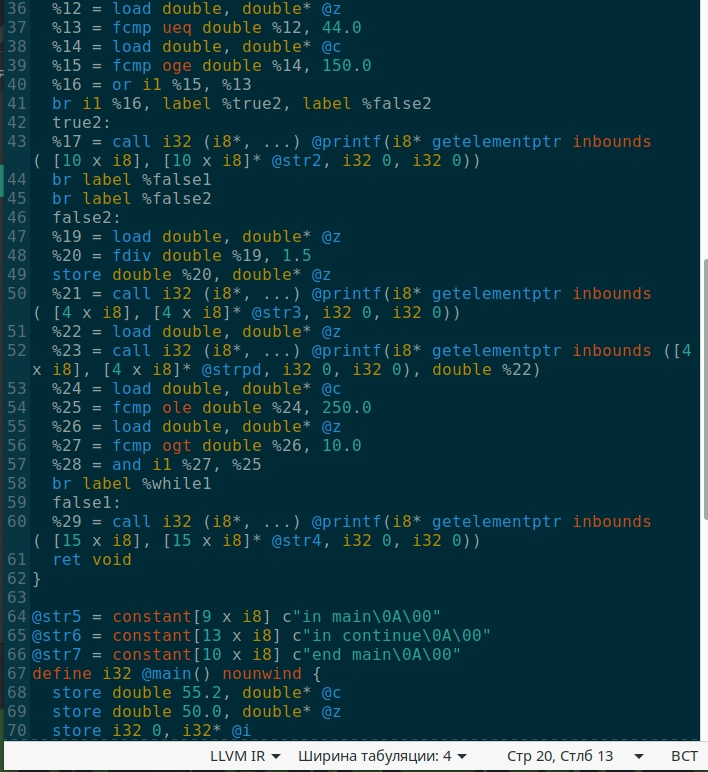 36 %12 = load double, double* @z
37 %13 = fcmp ueq double %12, 44.0
38 %14 = load double, double* @c
39 %15 = fcmp oge double %14, 150.0
40 %16 = or i1 %15, %13
41 br i1 %16, label %true2, label %false2
42 true2:
43 %17 = call i32 (i8*, ...) @printf(i8* getelementptr inbounds
( [10 x i8], [10 x i8]* @str2, i32 0, i32 0))
44 br label %false1
45 br label %false2
46 false2:
47 %19 = load double, double* @z
48 %20 = fdiv double %19, 1.5
49 store double %20, double* @z
50 %21 = call i32 (i8*, ...) @printf(i8* getelementptr inbounds
( [4 x i8], [4 x i8]* @str3, i32 0, i32 0))
51 %22 = load double, double* @z
52 %23 = call i32 (i8*, ...) @printf(i8* getelementptr inbounds ([4
x i8], [4 x i8]* @strpd, i32 0, i32 0), double %22)
53 %24 = load double, double* @c
54 %25 = fcmp ole double %24, 250.0
55 %26 = load double, double* @z
56 %27 = fcmp ogt double %26, 10.0
57 %28 = and i1 %27, %25
58 br label %while1
59 false1:
60 %29 = call i32 (i8*, ...) @printf(i8* getelementptr inbounds
( [15 x i8], [15 x i8]* @str4, i32 0, i32 0))
61 ret void
62 }
63
64 @str5 = constant[9 x i8] c"in main\0A\00"
65 @str6 = constant[13 x i8] c"in continue\0A\00"
66 @str7 = constant[10 x i8] c"end main\0A\00"
67 define i32 @main() nounwind {
68 store double 55.2, double* @c
69 store double 50.0, double* @z
70 store i32 0, i32* @i
LLVM IR Ширина табуляции: 4 Стр 20, Стлб 13 ВСТ